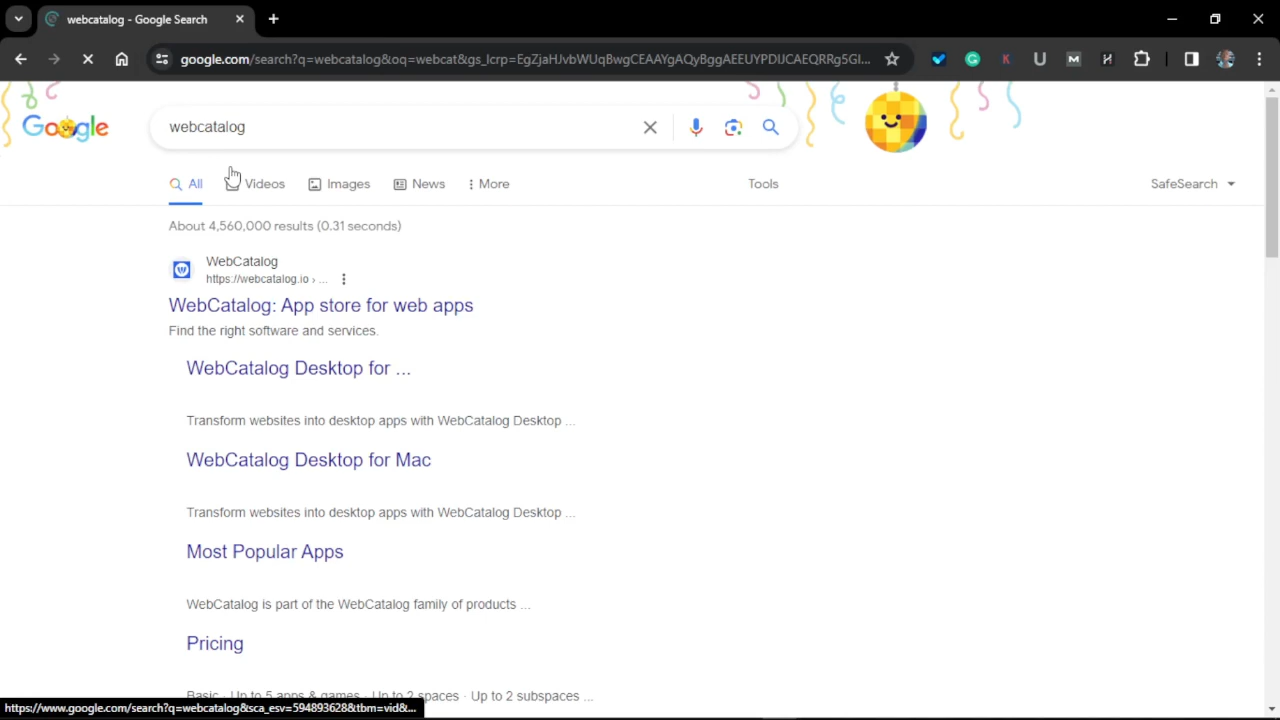 webcatalog - Google Search
google.com/search?q=webcatalog&oq=webcat&gs_lcrp=EgZjaHJvbWUqBwgCEAAYgAQyBggAEEUYPDIJCAEQRRg5Gl...
Google
webcatalog
All Videos Images News More Tools SafeSearch
About 4,560,000 results (0.31 seconds)
WebCatalog
https://webcatalog.io › ...
WebCatalog: App store for web apps
Find the right software and services.
WebCatalog Desktop for ...
Transform websites into desktop apps with WebCatalog Desktop ...
WebCatalog Desktop for Mac
Transform websites into desktop apps with WebCatalog Desktop ...
Most Popular Apps
WebCatalog is part of the WebCatalog family of products ...
Pricing
Basic · Up to 5 apps & games · Up to 2 spaces · Up to 2 subspaces ...
https://www.google.com/search?q=webcatalog&sca_esv=594893628&tbm=vid&...